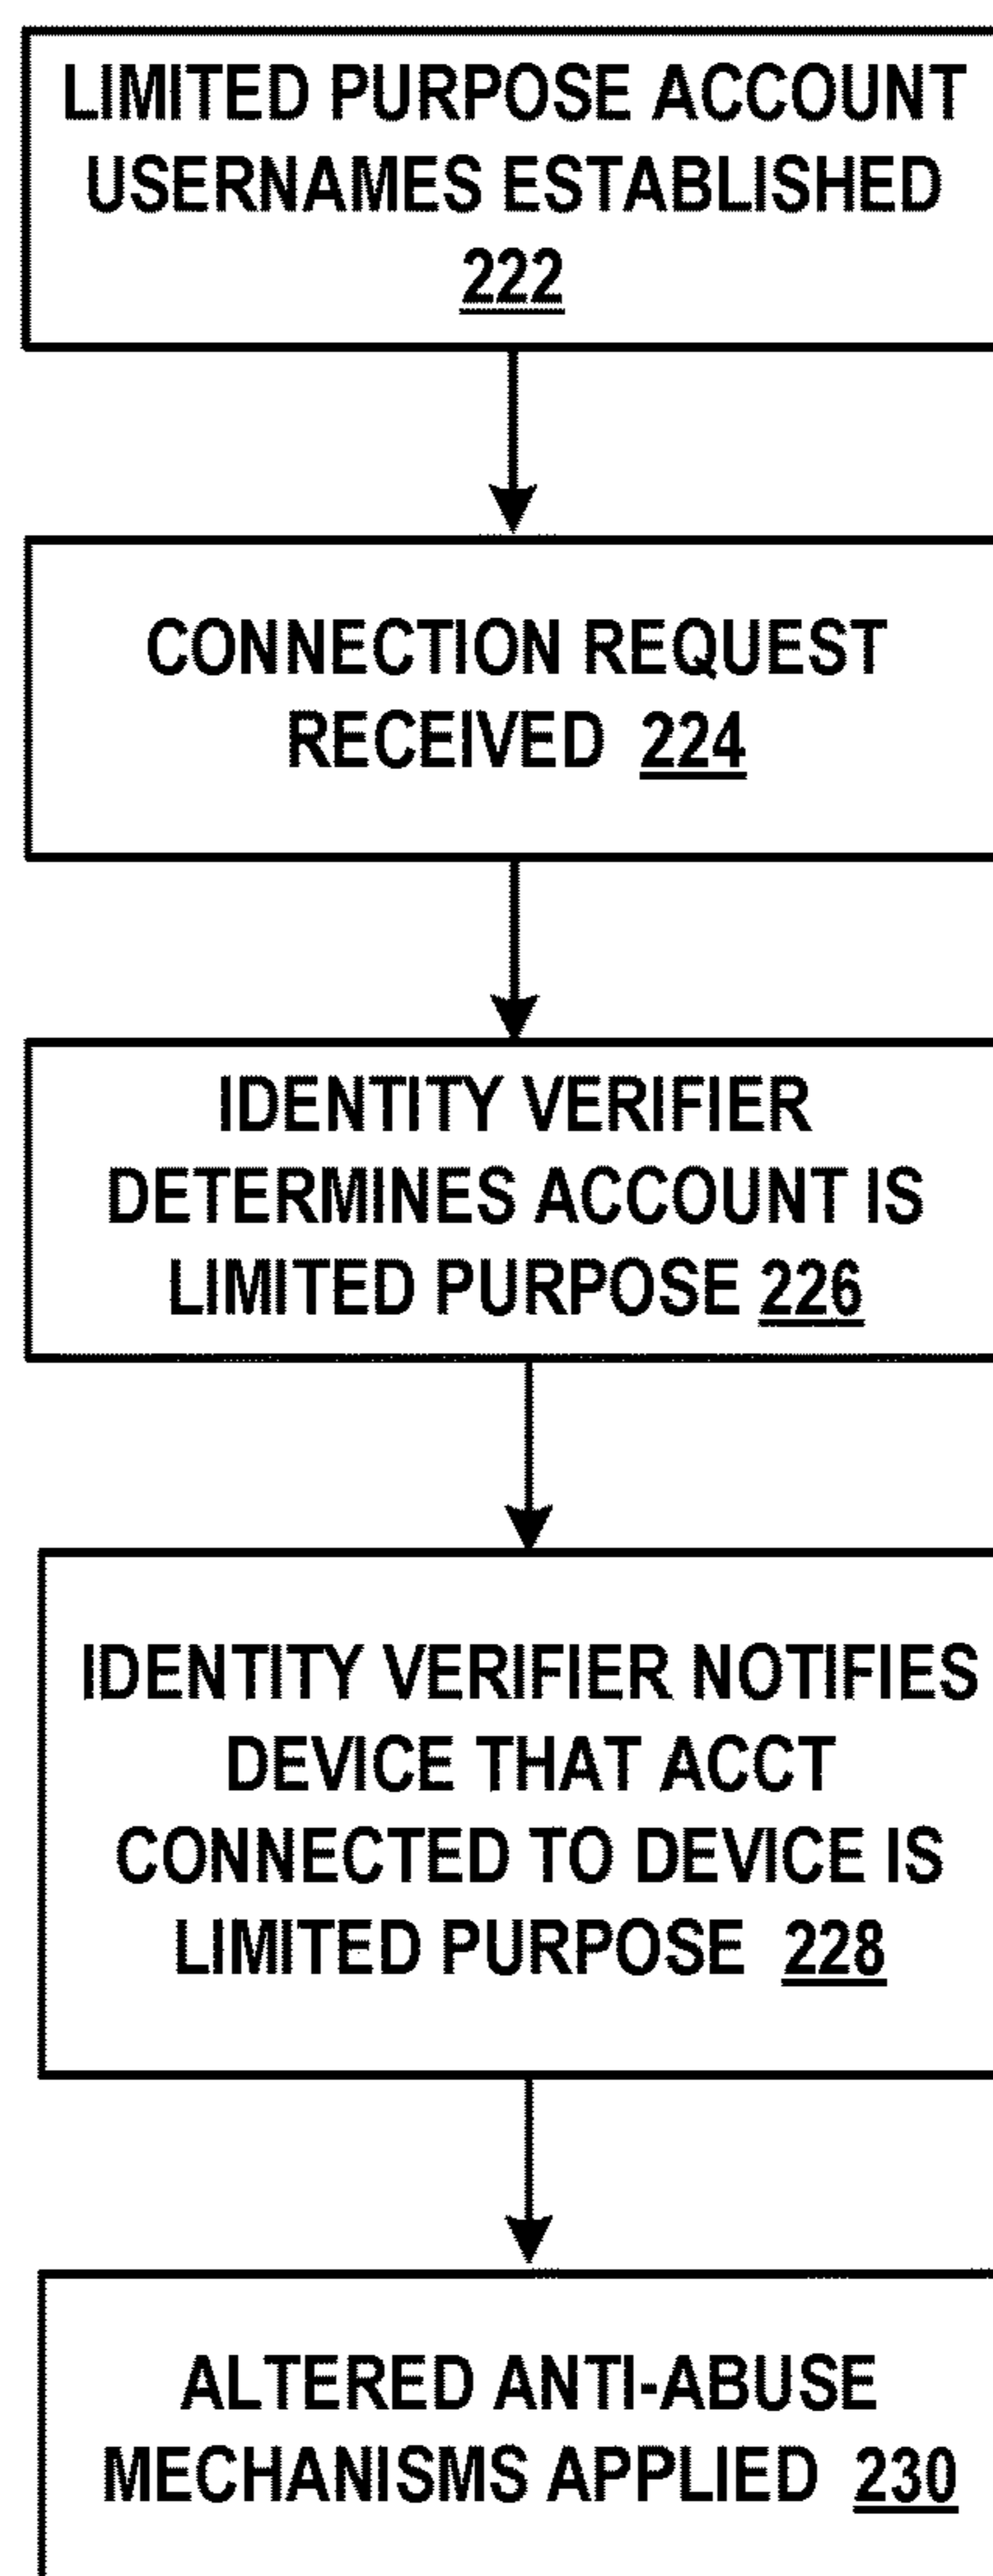 LIMITED PURPOSE ACCOUNT
USERNAMES ESTABLISHED
222
CONNECTION REQUEST
RECEIVED 224
IDENTITY VERIFIER
DETERMINES ACCOUNT IS
LIMITED PURPOSE 226
IDENTITY VERIFIER NOTIFIES
DEVICE THAT ACCT
CONNECTED TO DEVICE IS
LIMITED PURPOSE 228
ALTERED ANTI-ABUSE
MECHANISMS APPLIED 230